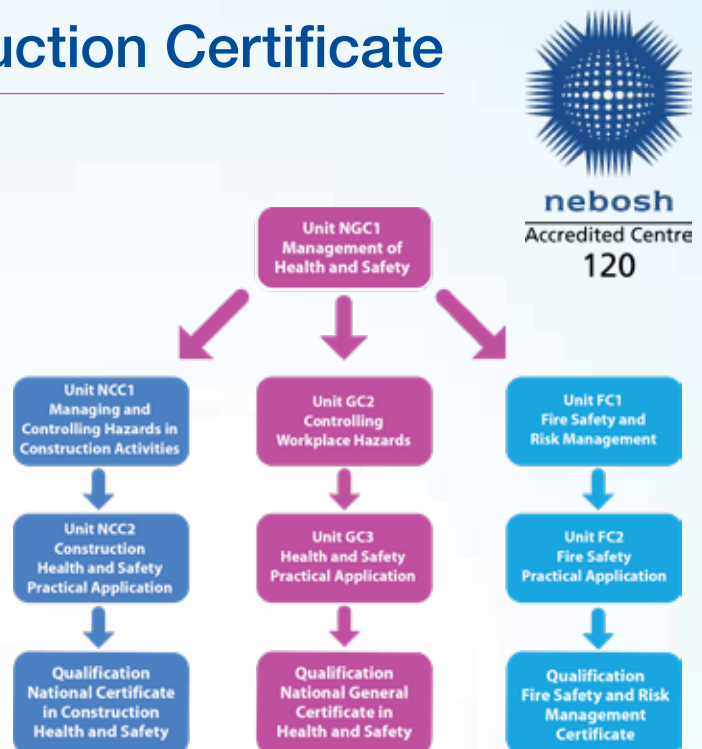 uction Certificate
nebosh
Accredited Centre
120
Unit NGC1
Management of
Health and Safety
Unit NCC1
Managing and
Controlling Hazards in
Construction Activities
Unit GC2
Controlling
Workplace Hazards
Unit FC1
Fire Safety and
Risk Management
Unit NCC2
Construction
Health and Safety
Practical Application
Unit GC3
Health and Safety
Practical Application
Unit FC2
Fire Safety
Practical Application
Qualification
National Certificate
in Construction
Health and Safety
Qualification
National General
Certificate in
Health and Safety
Qualification
Fire Safety and Risk
Management
Certificate